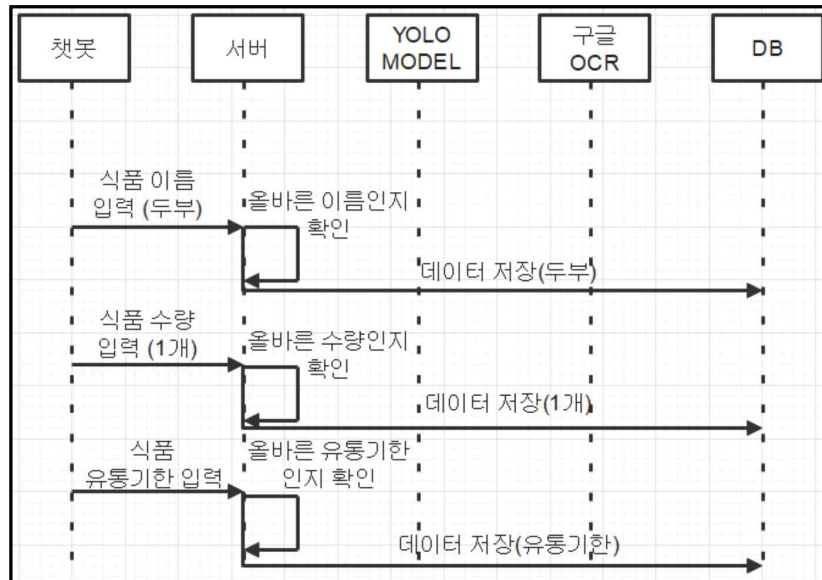 챗봇
서버
YOLO
MODEL
구글
OCR
DB
식품 이름
입력 (두부)
올바른 이름인지
확인
데이터 저장(두부)
식품 수량
입력 (1개)
올바른 수량인지
확인
데이터 저장(1개)
식품
유통기한 입력
올바른 유통기한
인지 확인
데이터 저장(유통기한)